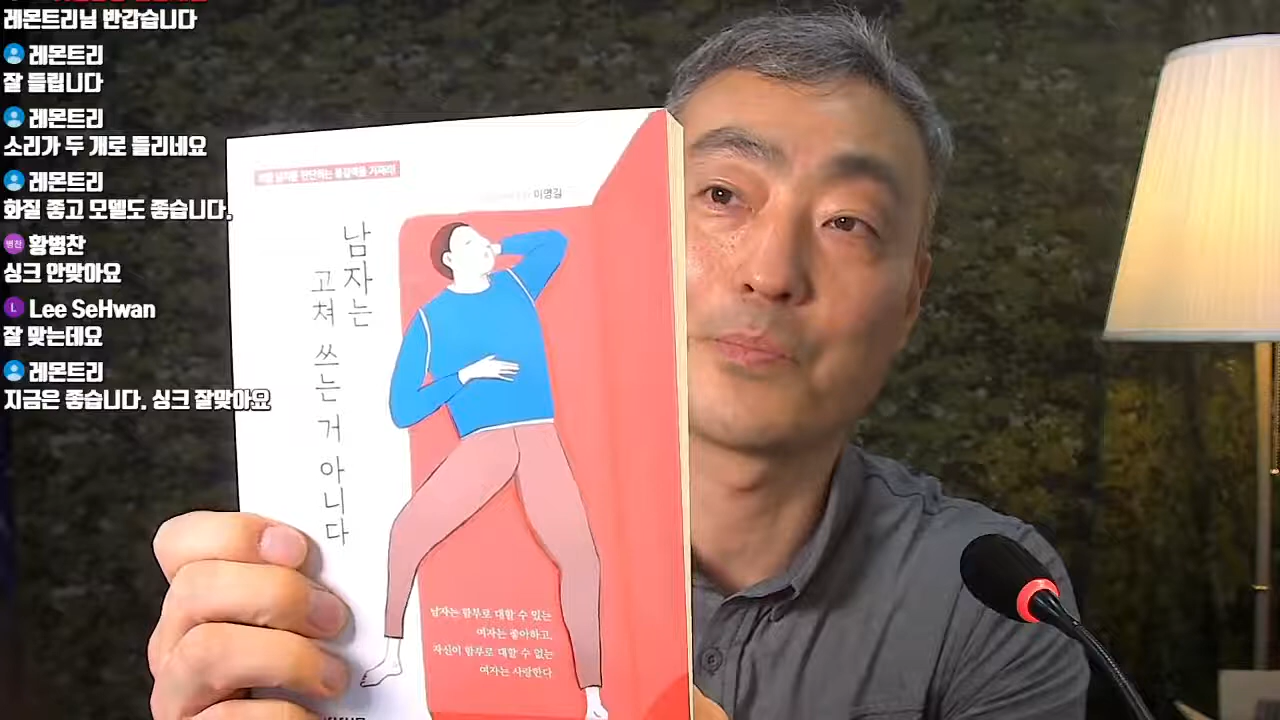 레몬트리님 반갑습니다
레몬트리
잘 들립니다
레몬트리
소리가 두 개로 들리네요
레몬트리
화질 좋고 모델도 좋습니다.
병찬 황병찬
싱크 안맞아요
L Lee SeHwan
잘 맞는데요
레몬트리
지금은 좋습니다. 싱크 잘맞아요
이명길
남자는
고쳐 쓰는 거 아니다
남자는 함부로 대할 수 있는
여자는 좋아하고,
자신이 함부로 대할 수 없는
여자는 사랑한다